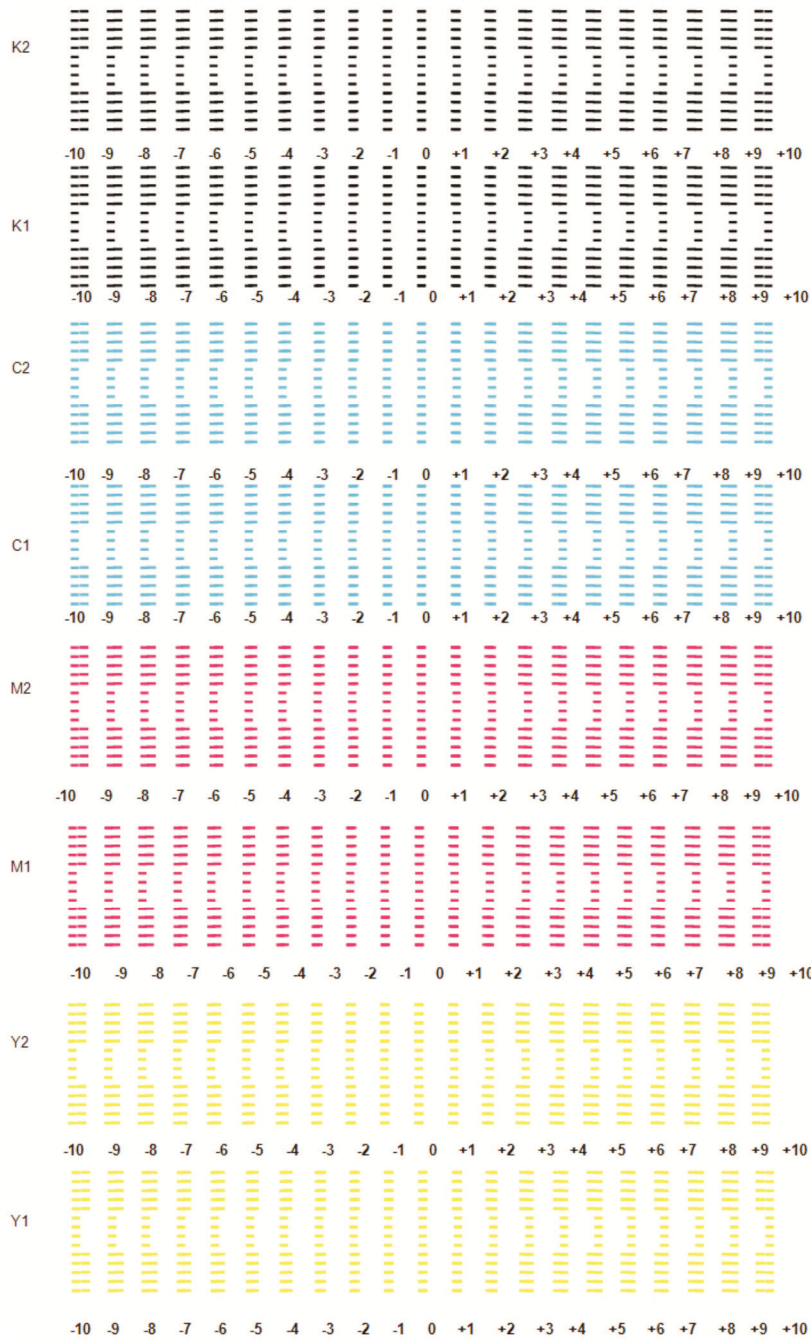 K2
-10 -9 -8 -7 -6 -5 -4 -3 -2 -1 0 +1 +2 +3 +4 +5 +6 +7 +8 +9 +10
K1
-10 -9 -8 -7 -6 -5 -4 -3 -2 -1 0 +1 +2 +3 +4 +5 +6 +7 +8 +9 +10
C2
-10 -9 -8 -7 -6 -5 -4 -3 -2 -1 0 +1 +2 +3 +4 +5 +6 +7 +8 +9 +10
C1
-10 -9 -8 -7 -6 -5 -4 -3 -2 -1 0 +1 +2 +3 +4 +5 +6 +7 +8 +9 +10
M2
-10 -9 -8 -7 -6 -5 -4 -3 -2 -1 0 +1 +2 +3 +4 +5 +6 +7 +8 +9 +10
M1
-10 -9 -8 -7 -6 -5 -4 -3 -2 -1 0 +1 +2 +3 +4 +5 +6 +7 +8 +9 +10
Y2
-10 -9 -8 -7 -6 -5 -4 -3 -2 -1 0 +1 +2 +3 +4 +5 +6 +7 +8 +9 +10
Y1
-10 -9 -8 -7 -6 -5 -4 -3 -2 -1 0 +1 +2 +3 +4 +5 +6 +7 +8 +9 +10